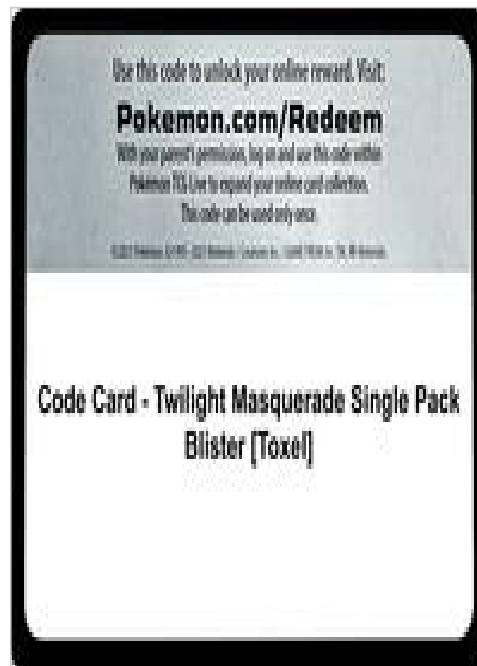 Use this code to unlock your online reward. Visit:
Pokemon.com/Redeem
With your parent's permission, log on and use this code within
Pokémon TCG Live to expand your online card collection.
This code can be used only once.
Code Card - Twilight Masquerade Single Pack
Blister [Toxel]